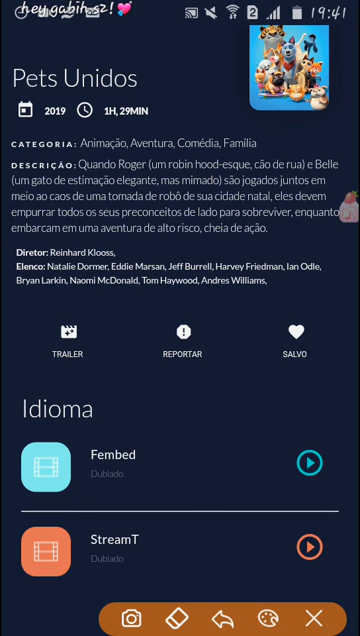 hey.gabih.sz! 💘
2 19:41
Pets Unidos
2019 1H, 29MIN
CATEGORIA: Animação, Aventura, Comédia, Família
DESCRIÇÃO: Quando Roger (um robin hood-esque, cão de rua) e Belle
(um gato de estimação elegante, mas mimado) são jogados juntos em
meio ao caos de uma tomada de robô de sua cidade natal, eles devem
empurrar todos os seus preconceitos de lado para sobreviver, enquanto
embarcam em uma aventura de alto risco, cheia de ação.
Diretor: Reinhard Klooss,
Elenco: Natalie Dormer, Eddie Marsan, Jeff Burrell, Harvey Friedman, Ian Odle,
Bryan Larkin, Naomi McDonald, Tom Haywood, Andres Williams,
TRAILER REPORTAR SALVO
Idioma
Fembed
Dublado
StreamT
Dublado